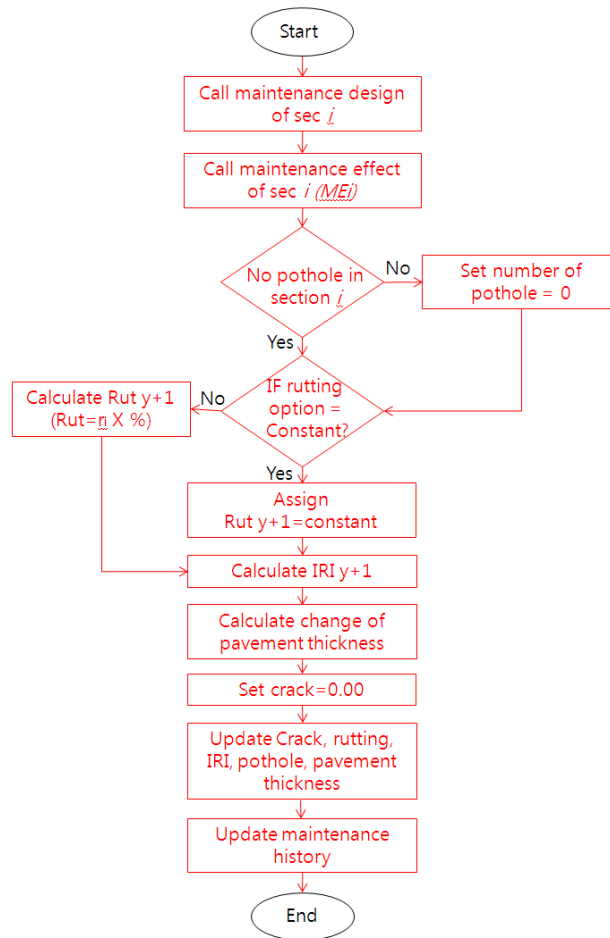 Start
Call maintenance design
of sec i
Call maintenance effect
of sec i (MEi)
No pothole in
section i
No
Set number of
pothole = 0
Yes
IF rutting
option =
Constant?
No
Calculate Rut y+1
(Rut=ri X %)
Yes
Assign
Rut y+1=constant
Calculate IRI y+1
Calculate change of
pavement thickness
Set crack=0.00
Update Crack, rutting,
IRI, pothole, pavement
thickness
Update maintenance
history
End